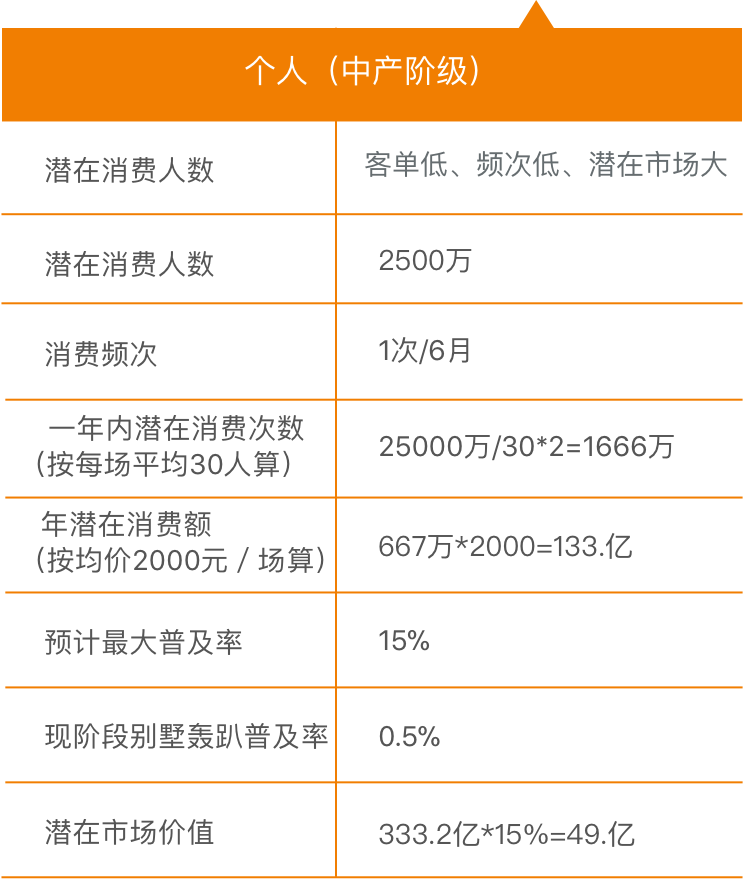 个人（中产阶级）
潜在消费人数
客单低、频次低、潜在市场大
潜在消费人数
2500万
消费频次
1次/6月
一年内潜在消费次数
（按每场平均30人算）
25000万/30*2=1666万
年潜在消费额
（按均价2000元 / 场算）
667万*2000=133.亿
预计最大普及率
15%
现阶段别墅轰趴普及率
0.5%
潜在市场价值
333.2亿*15%=49.亿